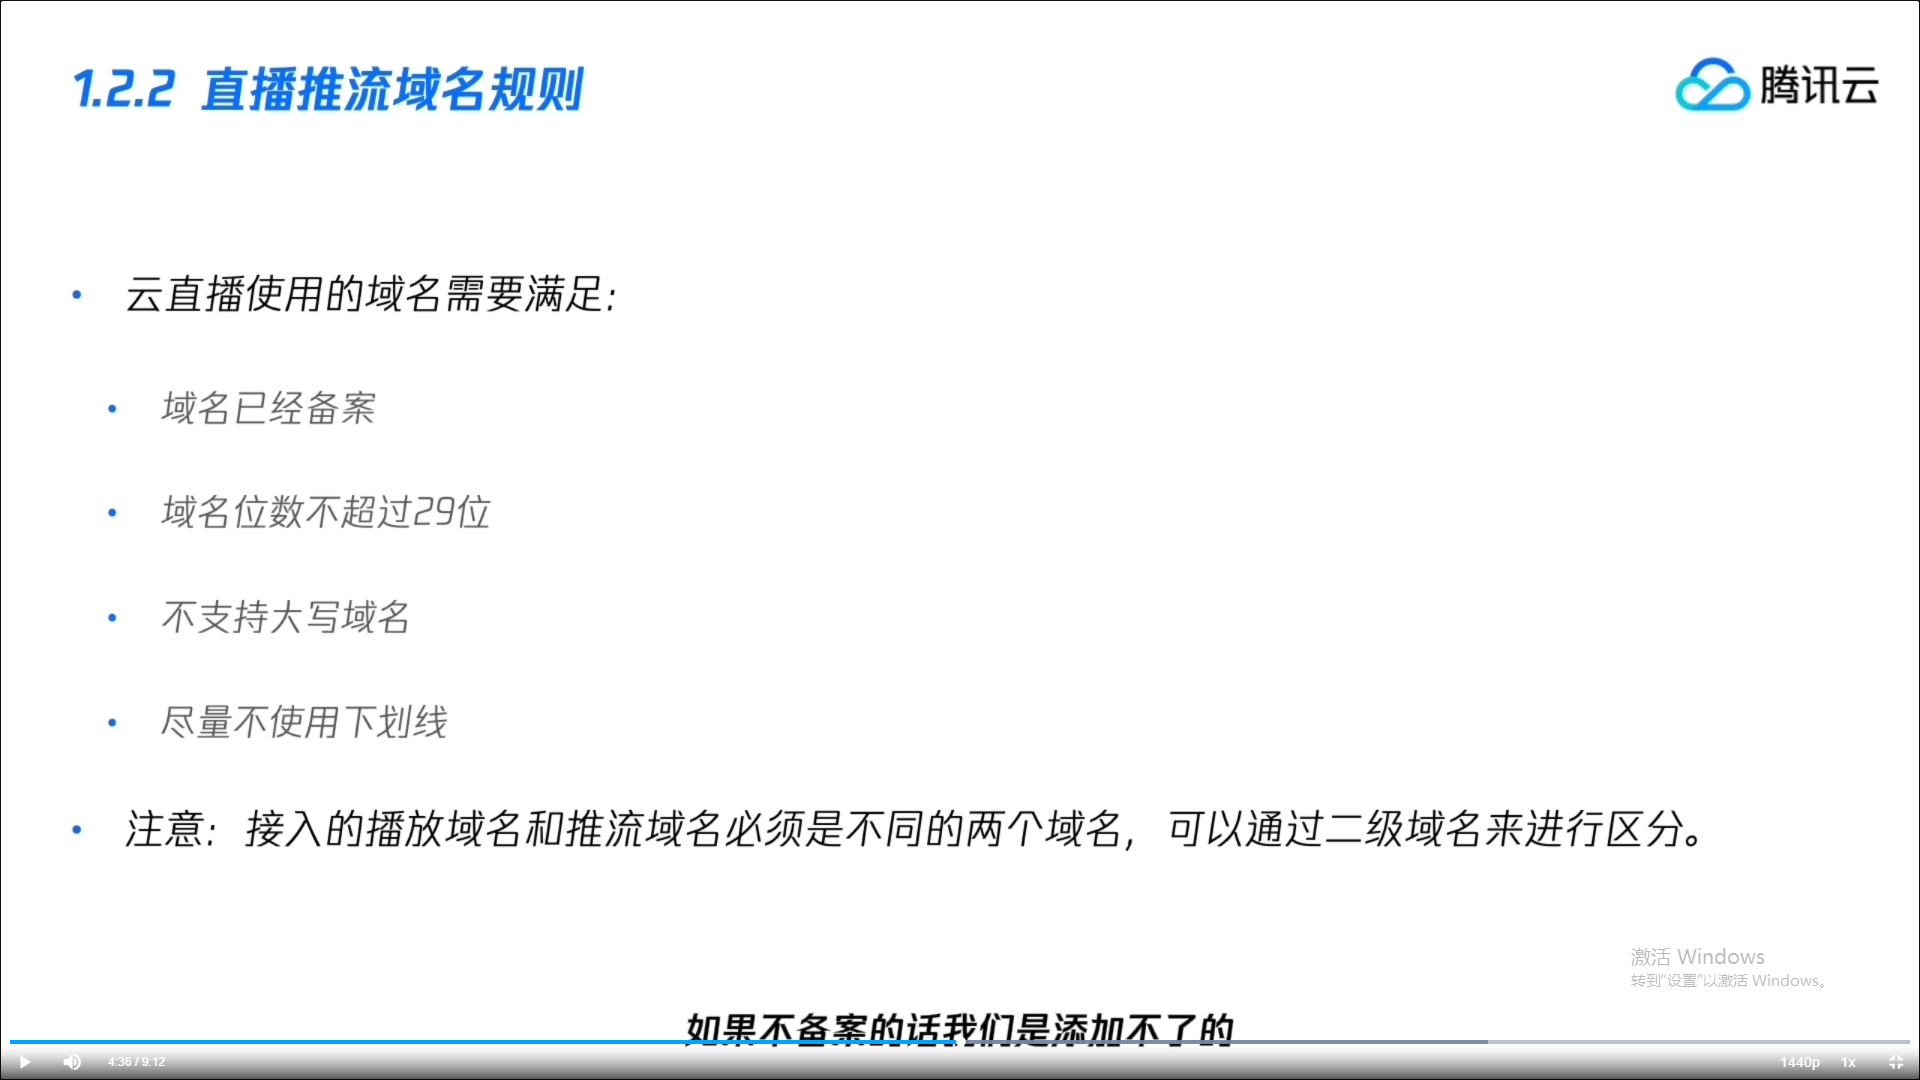 1.2.2 直播推流域名规则
腾讯云
云直播使用的域名需要满足:
域名已经备案
域名位数不超过29位
不支持大写域名
尽量不使用下划线
注意: 接入的播放域名和推流域名必须是不同的两个域名, 可以通过二级域名来进行区分。
激活 Windows
转到“设置”以激活 Windows。
如果不备案的话我们是添加不了的
4:36 / 9:12
1440p 1x